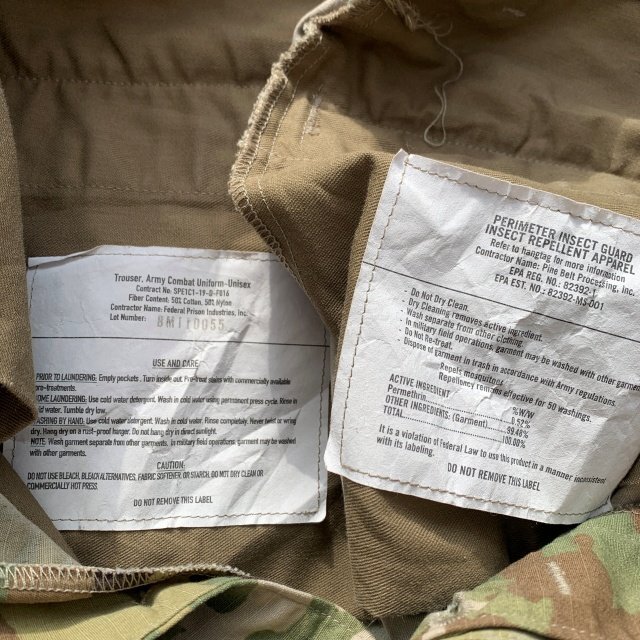 Trouser, Army Combat Uniform-Unisex
Contract No: SPE1C1-19-D-F016
Fiber Content: 50% Cotton, 50% Nylon
Contractor Name: Federal Prison Industries, Inc.
Lot Number:
USE AND CARE:
PRIOR TO LAUNDERING: Empty pockets. Turn inside out. Pre-treat stains with commercially available
pre-treatments.
HOME LAUNDERING: Use cold water detergent. Wash in cold water using permanent press cycle. Rinse in
cold water. Tumble dry low.
WASHING BY HAND. Use cold water detergent. Wash in cold water. Rinse completely. Never twist or wring
dry. Hang dry on a rust-proof hanger. Do not hang dry in direct sunlight.
NOTE. Wash garment separate from other garments. In military field operations, garment may be washed
with other garments.
CAUTION:
DO NOT USE BLEACH, BLEACH ALTERNATIVES, FABRIC SOFTENER, OR STARCH, DO NOT DRY CLEAN OR
COMMERCIALLY HOT PRESS.
DO NOT REMOVE THIS LABEL
PERIMETER INSECT GUARD
INSECT REPELLENT APPAREL
Refer to hangtag for more information
Contractor Name: Pine Belt Processing, Inc.
EPA REG. NO.: 82392-1
EPA EST. NO.: 82392-MS-001
· Do Not Dry Clean.
· Dry Cleaning removes active ingredient.
Wash separate from other clothing.
· In military field operations garment may be washed with other garments
· Do Not Re-treat.
Dispose of garment in trash in accordance with Army regulations.
Repels mosquitoes.
Repellency remains effective for 50 washings.
ACTIVE INGREDIENT %W/W
Permethrin 0.52%
OTHER INGREDIENTS: (Garment) 99.48%
TOTAL 100.00%
It is a violation of Federal Law to use this product in a manner inconsistent
with its labeling.
DO NOT REMOVE THIS LABEL